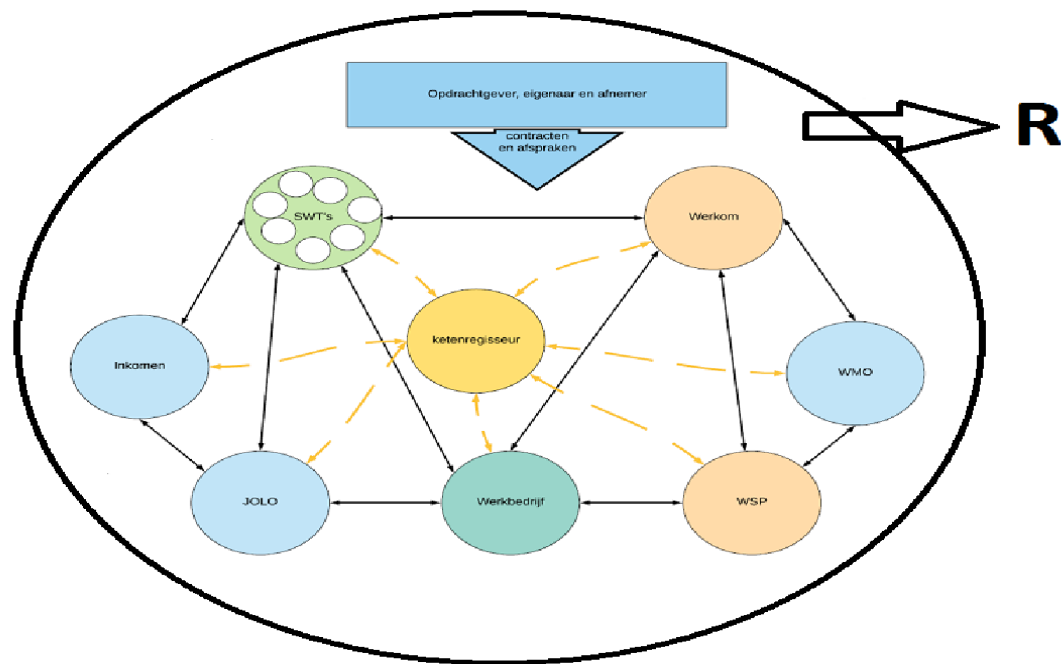 Opdrachtgever, eigenaar en afnemer
contracten
en afspraken
R
SWT's
Werkom
ketenregisseur
Inkomen
WMO
JOLO
Werkbedrijf
WSP